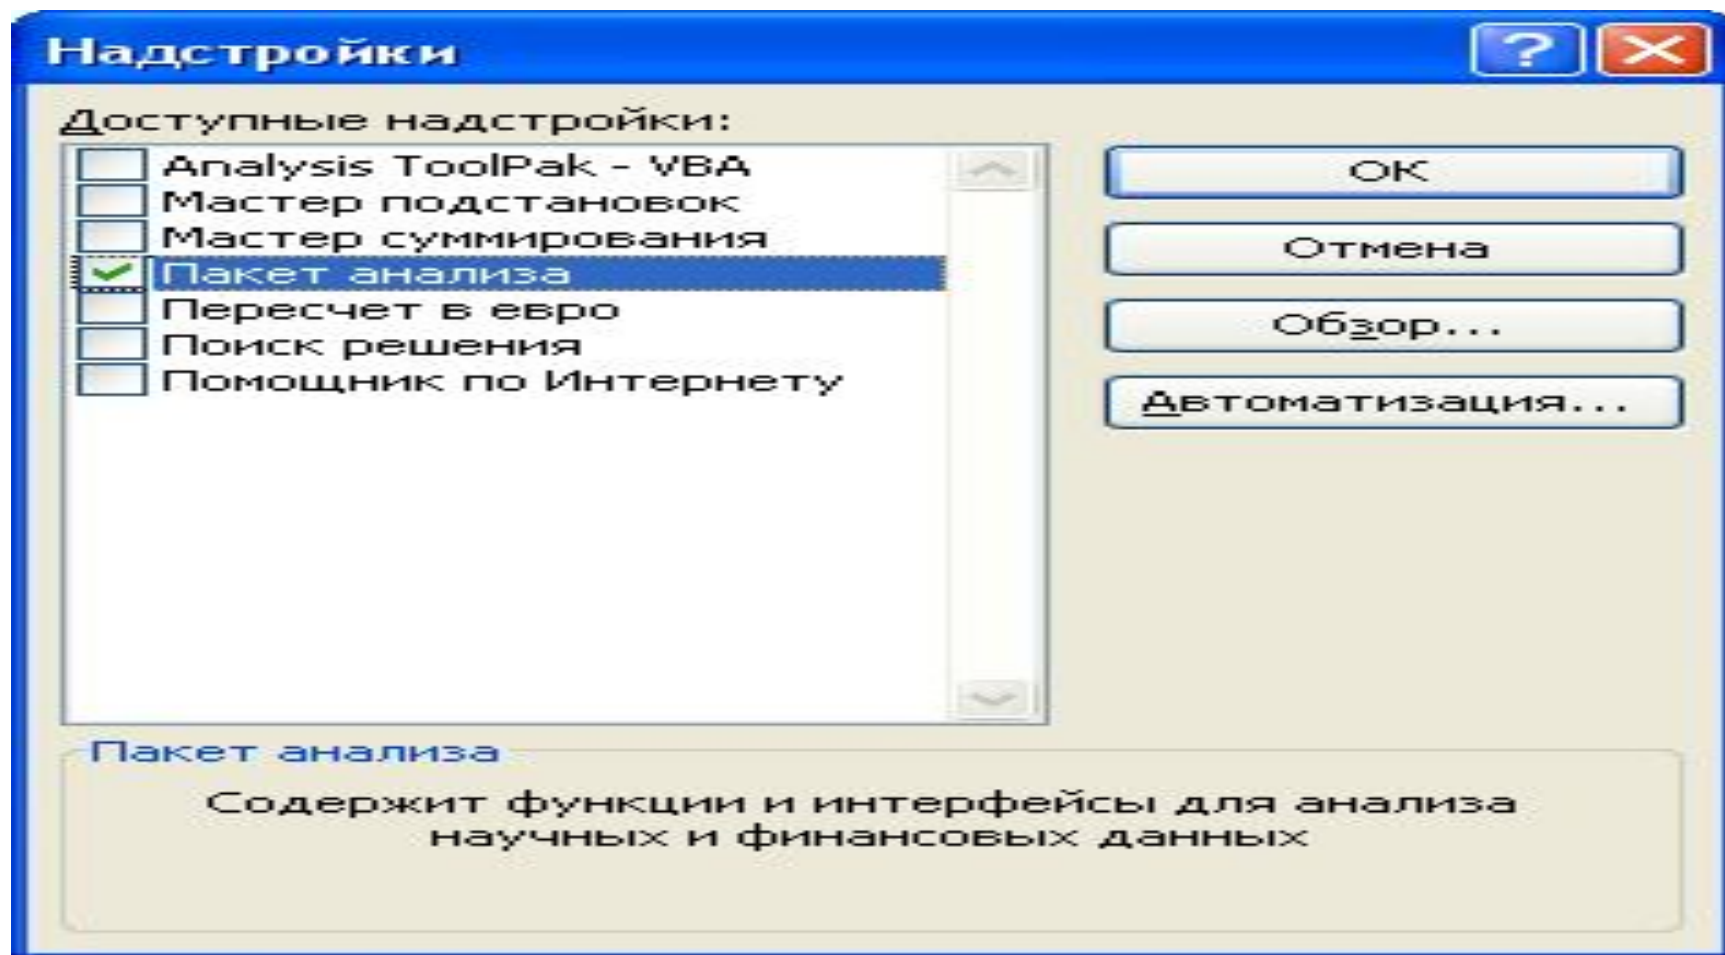 Надстройки
Доступные надстройки:
Analysis ToolPak - VBA
Мастер подстановок
Мастер суммирования
Пакет анализа
Пересчет в евро
Поиск решения
Помощник по Интернету
ОК
Отмена
Обзор...
Автоматизация...
Пакет анализа
Содержит функции и интерфейсы для анализа
научных и финансовых данных